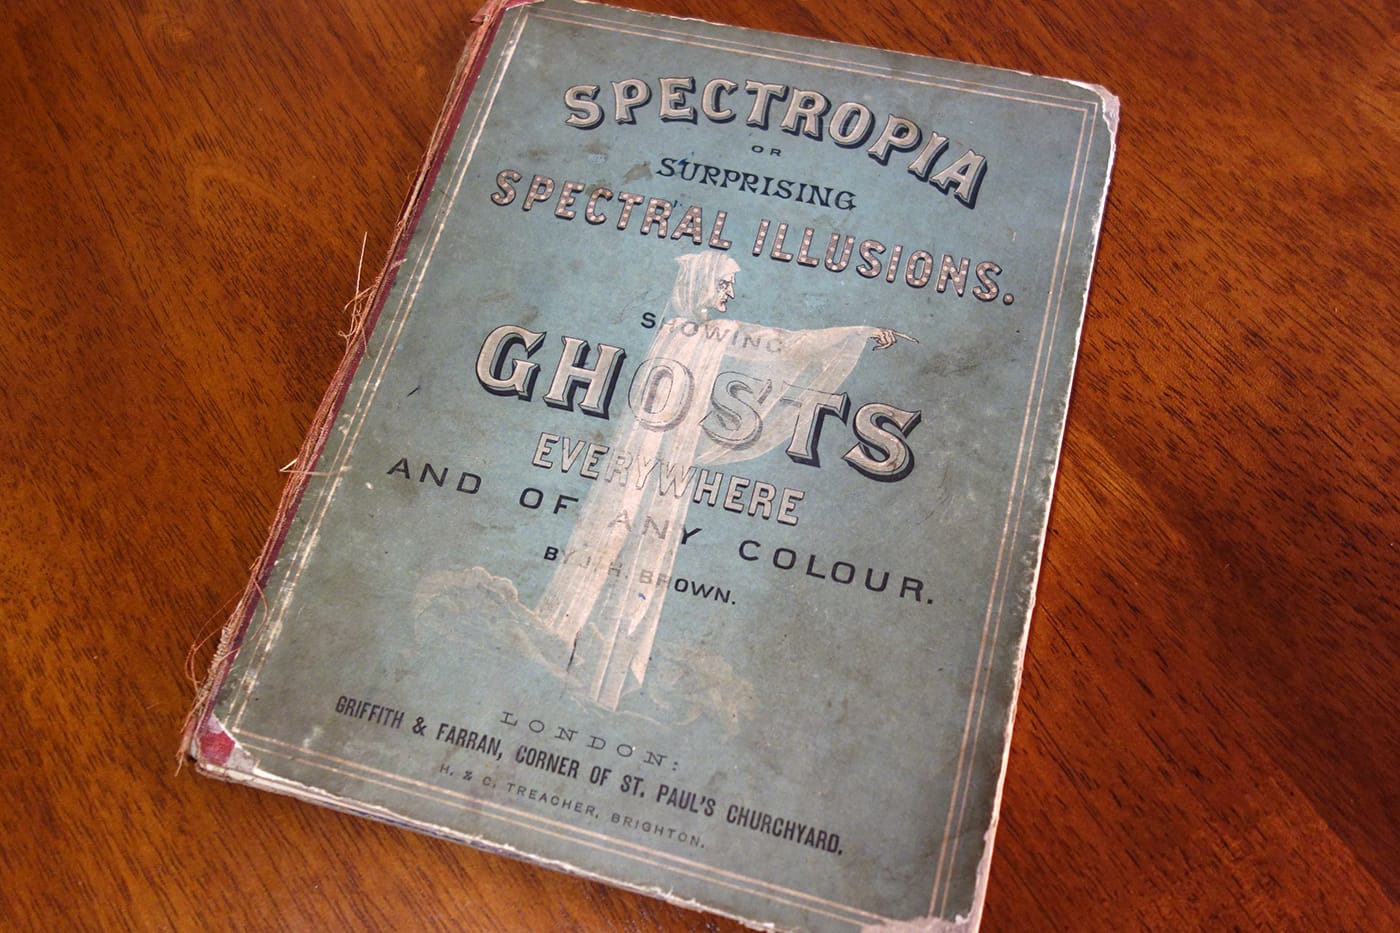 SPECTROPIA
OR
SURPRISING
SPECTRAL ILLUSIONS.
SHOWING
GHOSTS
EVERYWHERE
AND OF ANY COLOUR.
BY J. H. BROWN.
LONDON:
GRIFFITH & FARRAN, CORNER OF ST. PAUL'S CHURCHYARD,
H. & C. TREACHER, BRIGHTON.